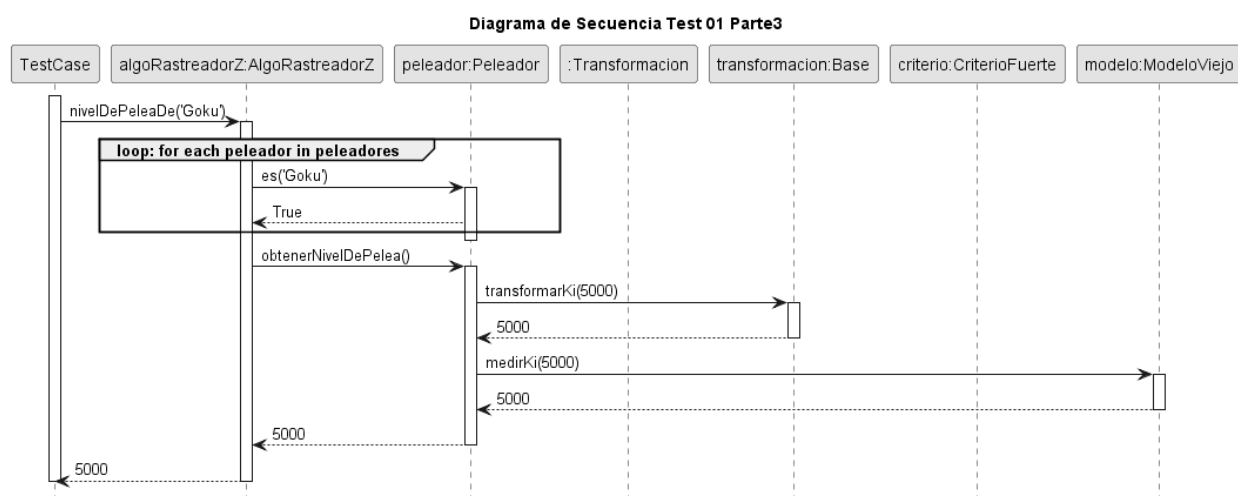 Diagrama de Secuencia Test 01 Parte3
TestCase
algoRastreadorZ:AlgoRastreadorZ
peleador:Peleador
:Transformacion
transformacion:Base
criterio:CriterioFuerte
modelo:ModeloViejo
nivelDePeleaDe('Goku')
loop: for each peleador in peleadores
es('Goku')
True
obtenerNivelDePelea()
transformarKi(5000)
5000
medirKi(5000)
5000
5000
5000